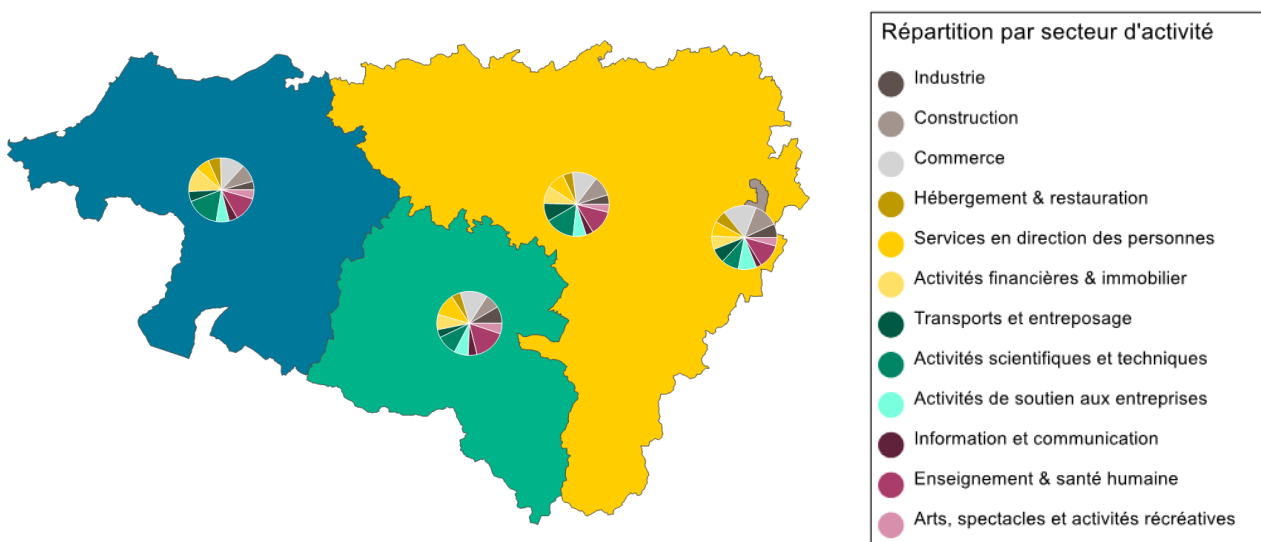 Répartition par secteur d'activité
Industrie
Construction
Commerce
Hébergement & restauration
Services en direction des personnes
Activités financières & immobilier
Transports et entreposage
Activités scientifiques et techniques
Activités de soutien aux entreprises
Information et communication
Enseignement & santé humaine
Arts, spectacles et activités récréatives